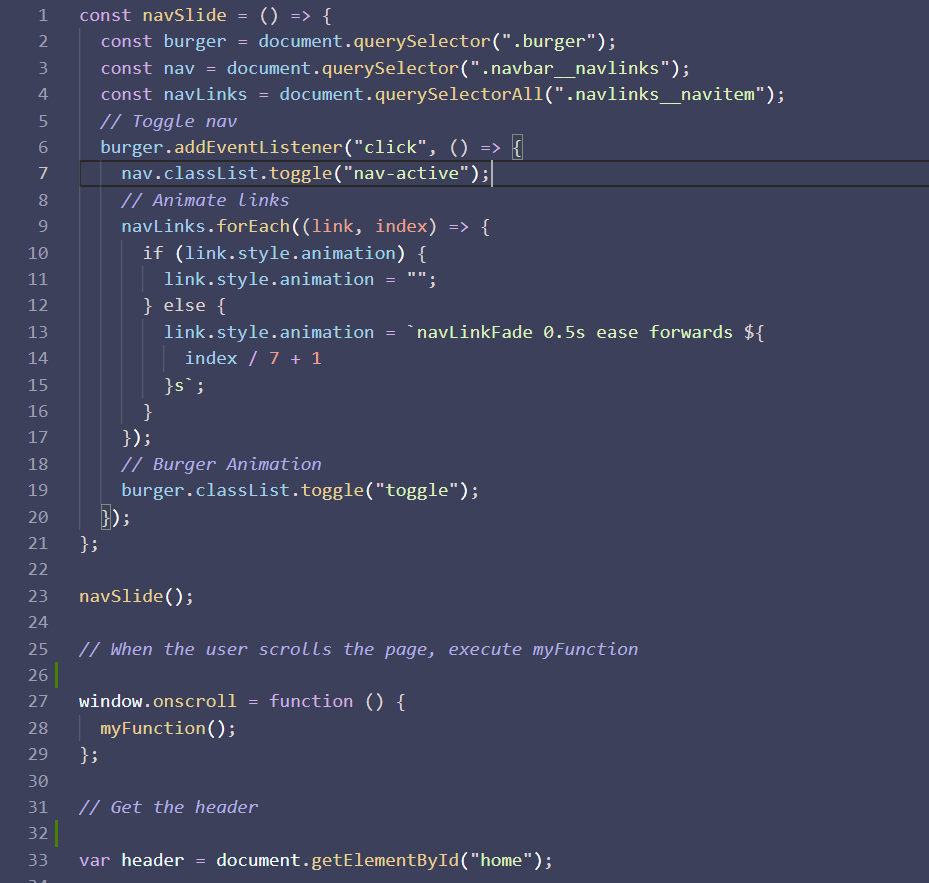 1 const navSlide = () => {
2 const burger = document.querySelector(".burger");
3 const nav = document.querySelector(".navbar__navlinks");
4 const navLinks = document.querySelectorAll(".navlinks__navitem");
5 // Toggle nav
6 burger.addEventListener("click", () => {
7 nav.classList.toggle("nav-active");
8 // Animate links
9 navLinks.forEach((link, index) => {
10 if (link.style.animation) {
11 link.style.animation = "";
12 } else {
13 link.style.animation = `navLinkFade 0.5s ease forwards ${
14 index / 7 + 1
15 }s`;
16 }
17 });
18 // Burger Animation
19 burger.classList.toggle("toggle");
20 });
21 };
22
23 navSlide();
24
25 // When the user scrolls the page, execute myFunction
26
27 window.onscroll = function () {
28 myFunction();
29 };
30
31 // Get the header
32
33 var header = document.getElementById("home");